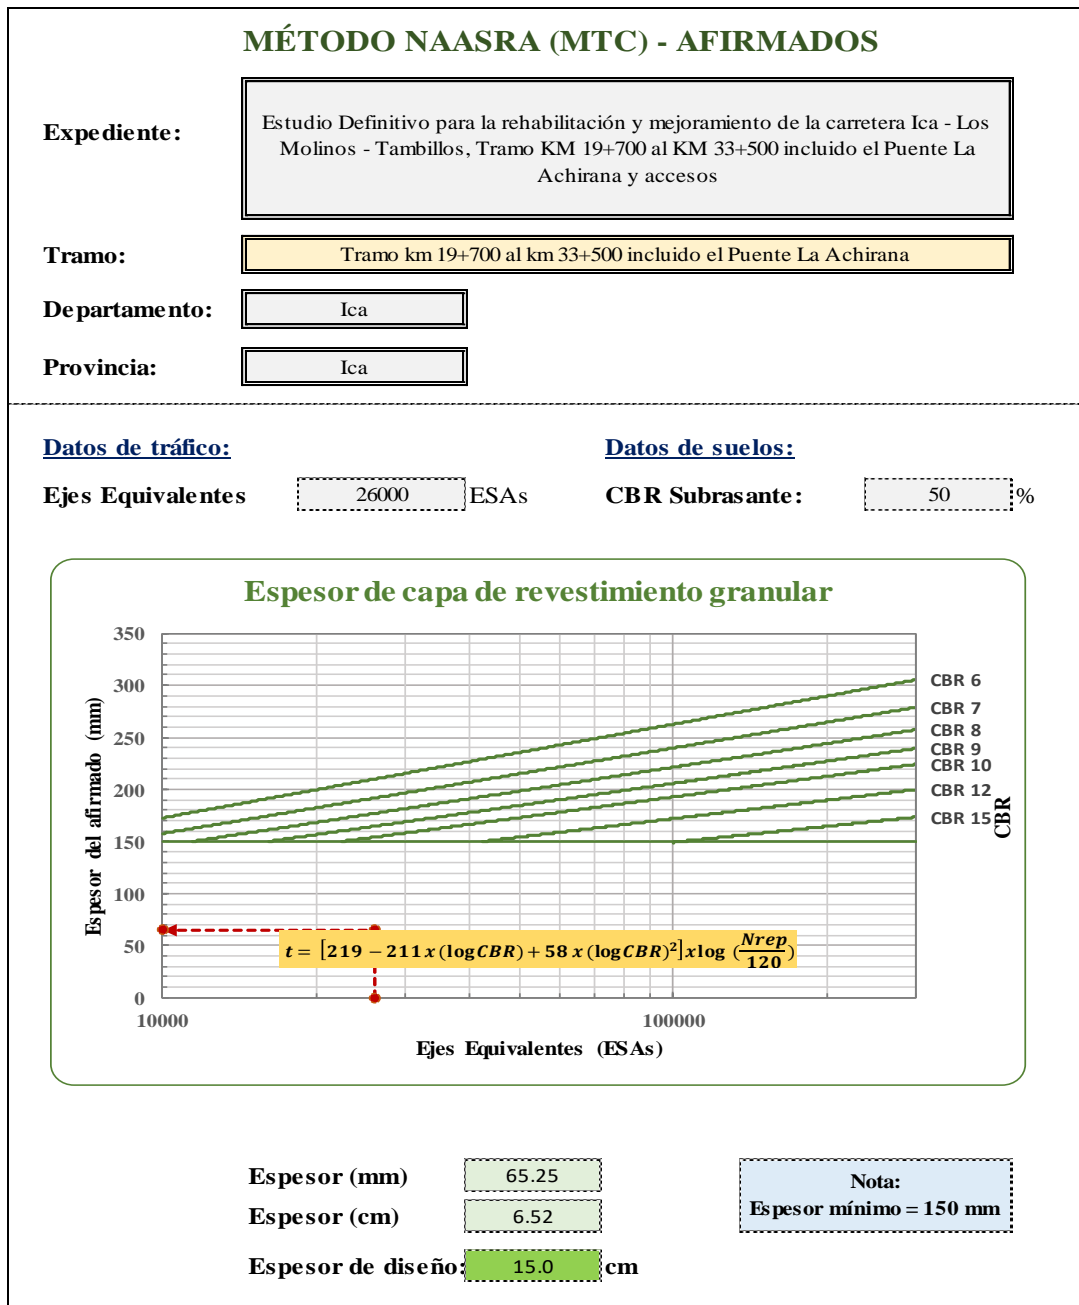 MÉTODO NAASRA (MTC) - AFIRMADOS
Expediente:
Estudio Definitivo para la rehabilitación y mejoramiento de la carretera Ica - Los
Molinos - Tambillos, Tramo KM 19+700 al KM 33+500 incluido el Puente La
Achirana y accesos
Tramo:
Tramo km 19+700 al km 33+500 incluido el Puente La Achirana
Departamento:
Ica
Provincia:
Ica
Datos de tráfico:
Datos de suelos:
Ejes Equivalentes
26000
ESAs
CBR Subrasante:
50
%
Espesor de capa de revestimiento granular
Espesor del afirmado (mm)
350
300
250
200
150
100
50
0
10000
100000
Ejes Equivalentes (ESAs)
CBR 6
CBR 7
CBR 8
CBR 9
CBR 10
CBR 12
CBR 15
CBR
t = [219 − 211 x (log CBR) + 58 x (log CBR)²] x log (Nrep/120)
Espesor (mm)
65.25
Espesor (cm)
6.52
Espesor de diseño:
15.0
cm
Nota:
Espesor mínimo = 150 mm